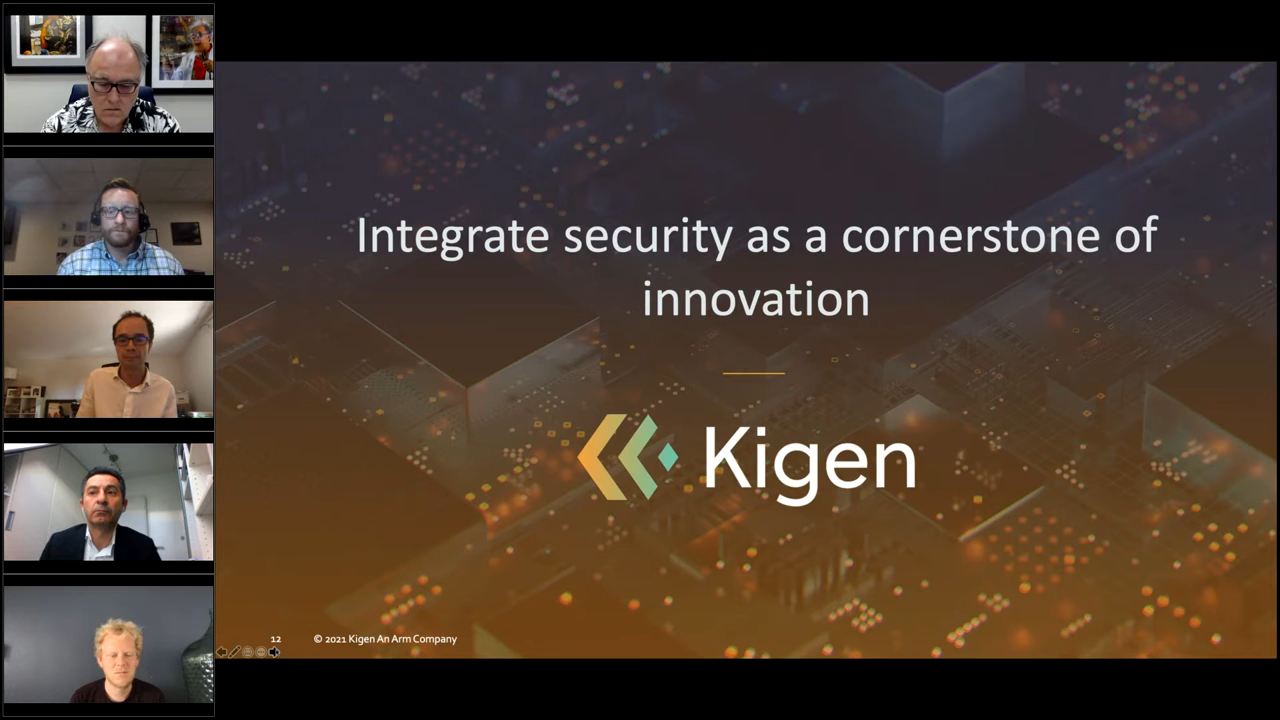 Integrate security as a cornerstone of
innovation
Kigen
12 © 2021 Kigen An Arm Company